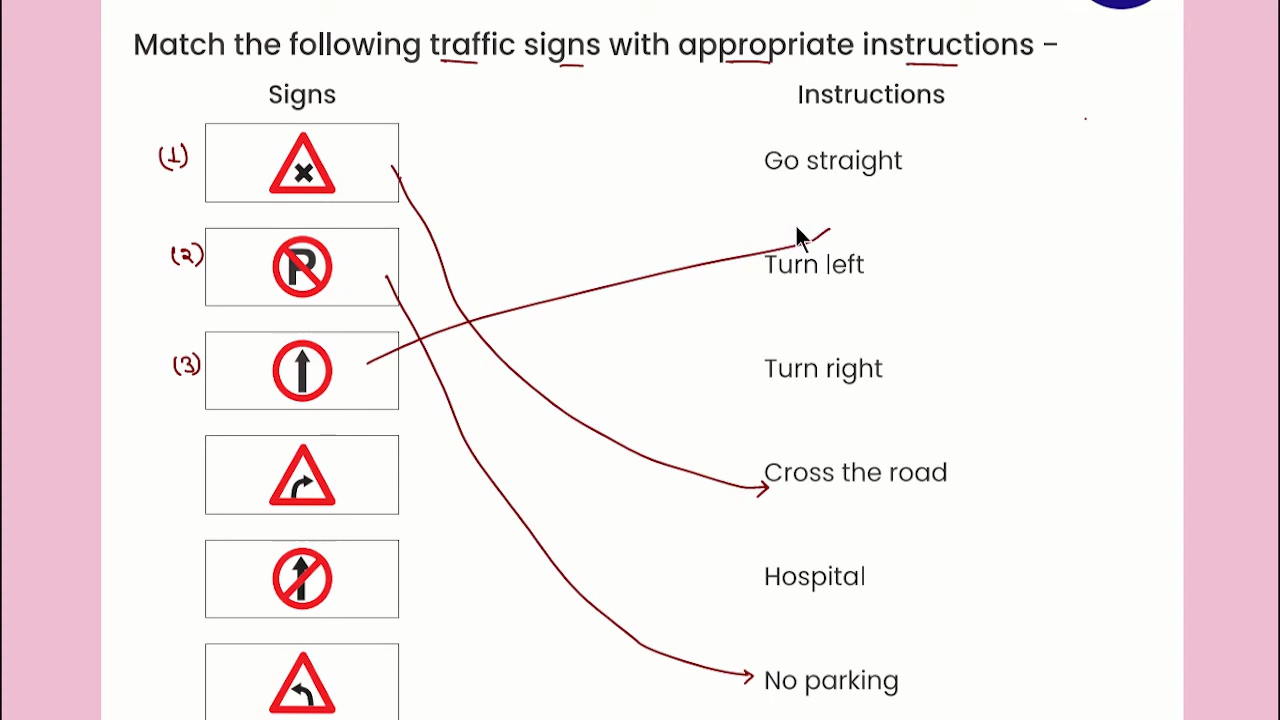 Match the following traffic signs with appropriate instructions –
Signs Instructions
(1) Go straight
(2) P Turn left
(3) Turn right
Cross the road
Hospital
No parking